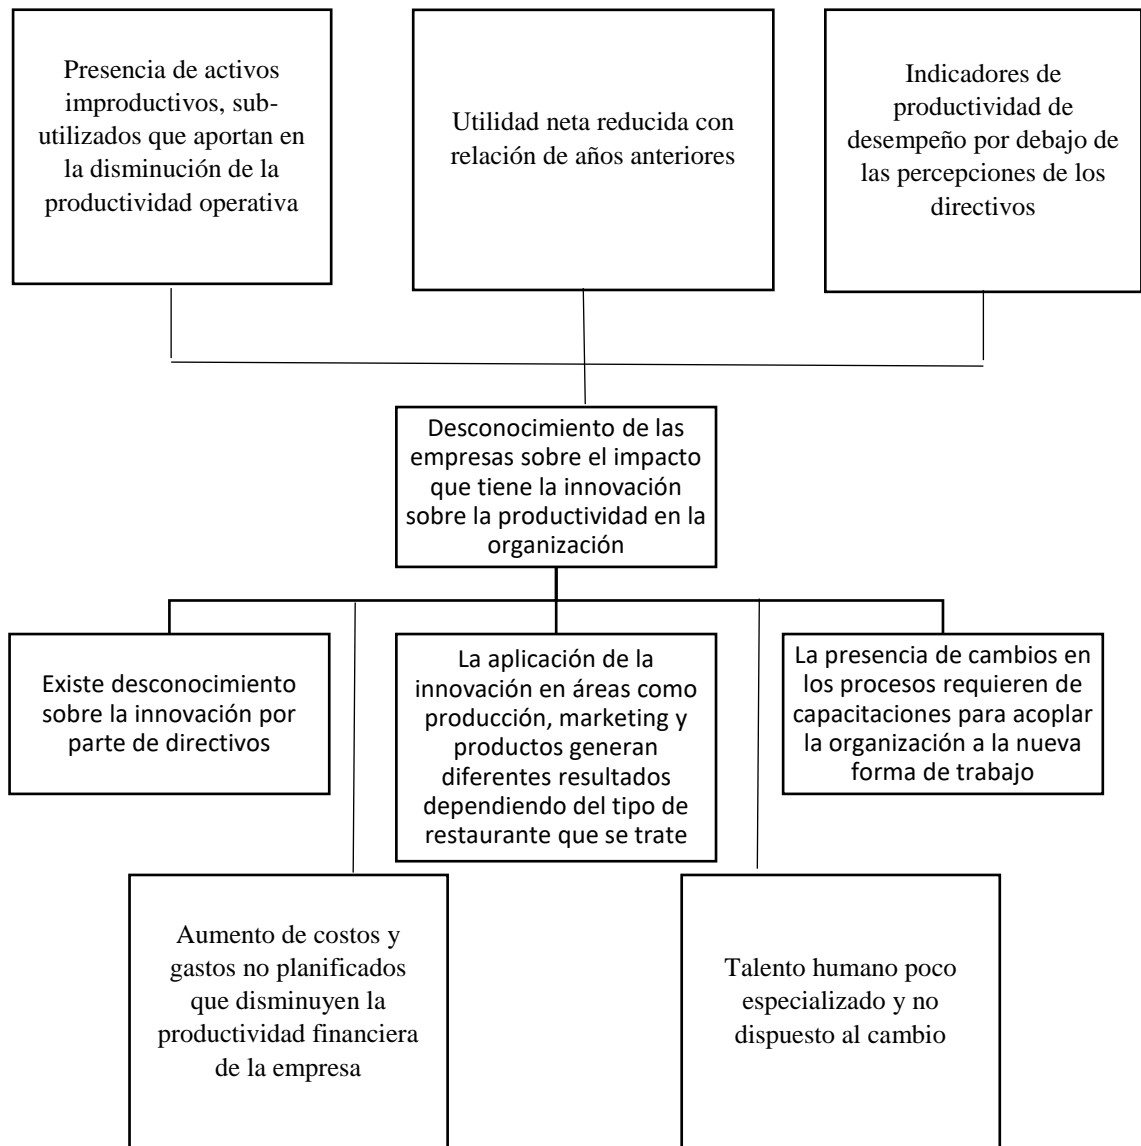 Presencia de activos
improductivos, sub-
utilizados que aportan en
la disminución de la
productividad operativa
Utilidad neta reducida con
relación de años anteriores
Indicadores de
productividad de
desempeño por debajo de
las percepciones de los
directivos
Desconocimiento de las
empresas sobre el impacto
que tiene la innovación
sobre la productividad en la
organización
Existe desconocimiento
sobre la innovación por
parte de directivos
La aplicación de la
innovación en áreas como
producción, marketing y
productos generan
diferentes resultados
dependiendo del tipo de
restaurante que se trate
La presencia de cambios en
los procesos requieren de
capacitaciones para acoplar
la organización a la nueva
forma de trabajo
Aumento de costos y
gastos no planificados
que disminuyen la
productividad financiera
de la empresa
Talento humano poco
especializado y no
dispuesto al cambio